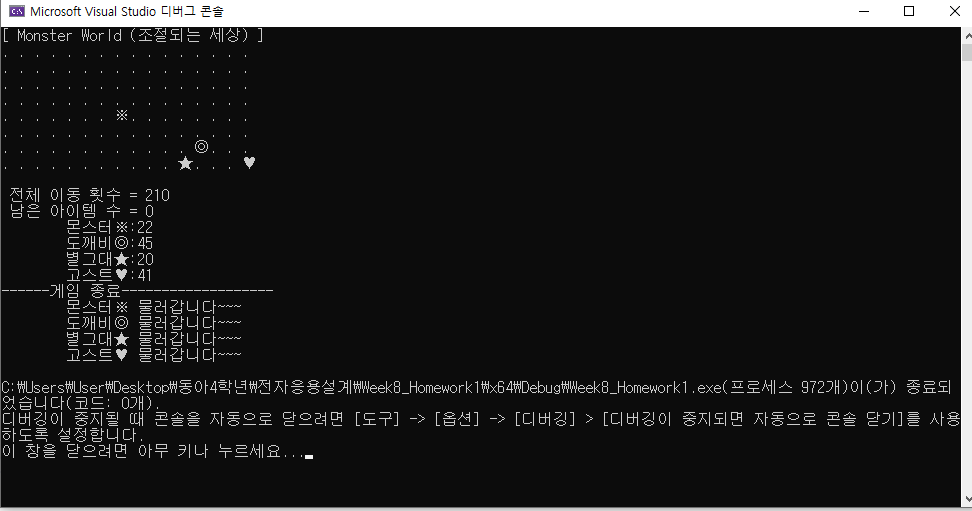 Microsoft Visual Studio 디버그 콘솔
[ Monster World (조절되는 세상) ]
. . . . . . . . . . . . . . . .
. . . . . . . . . . . . . . . .
. . . . . . . . . . . . . . . .
. . . . . . . . . . . . . . . .
. . . . . . . ※. . . . . . . .
. . . . . . . . . . . . . . . .
. . . . . . . . . . . . ◎. . .
. . . . . . . . . . . ★. . . ♥
전체 이동 횟수 = 210
남은 아이템 수 = 0
몬스터※:22
도깨비◎:45
별그대★:20
고스트♥:41
------게임 종료-------------------
몬스터※ 물러갑니다~~~
도깨비◎ 물러갑니다~~~
별그대★ 물러갑니다~~~
고스트♥ 물러갑니다~~~
C:₩Users₩User₩Desktop₩동아4학년₩전자응용설계₩Week8_Homework1₩x64₩Debug₩Week8_Homework1.exe(프로세스 972개)이(가) 종료되
었습니다(코드: 0개).
디버깅이 중지될 때 콘솔을 자동으로 닫으려면 [도구] -> [옵션] -> [디버깅] > [디버깅이 중지되면 자동으로 콘솔 닫기]를 사용
하도록 설정합니다.
이 창을 닫으려면 아무 키나 누르세요...